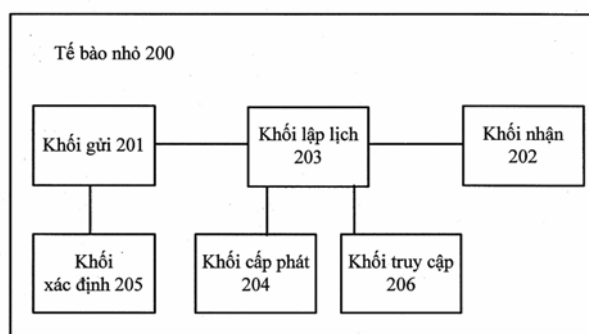 Tế bào nhỏ 200
Khối gửi 201
Khối lập lịch
203
Khối nhận
202
Khối
xác định 205
Khối cấp phát
204
Khối truy cập
206